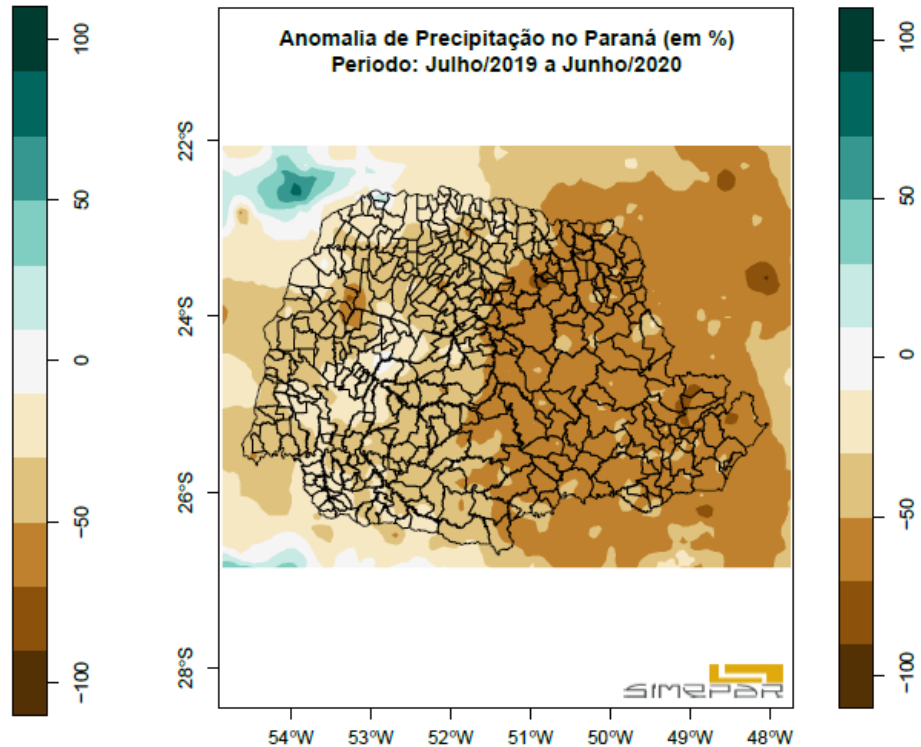 Anomalia de Precipitação no Paraná (em %)
Periodo: Julho/2019 a Junho/2020
100
50
0
−50
−100
22°S
24°S
26°S
28°S
54°W 53°W 52°W 51°W 50°W 49°W 48°W
SIMEPAR
100
50
0
−50
−100